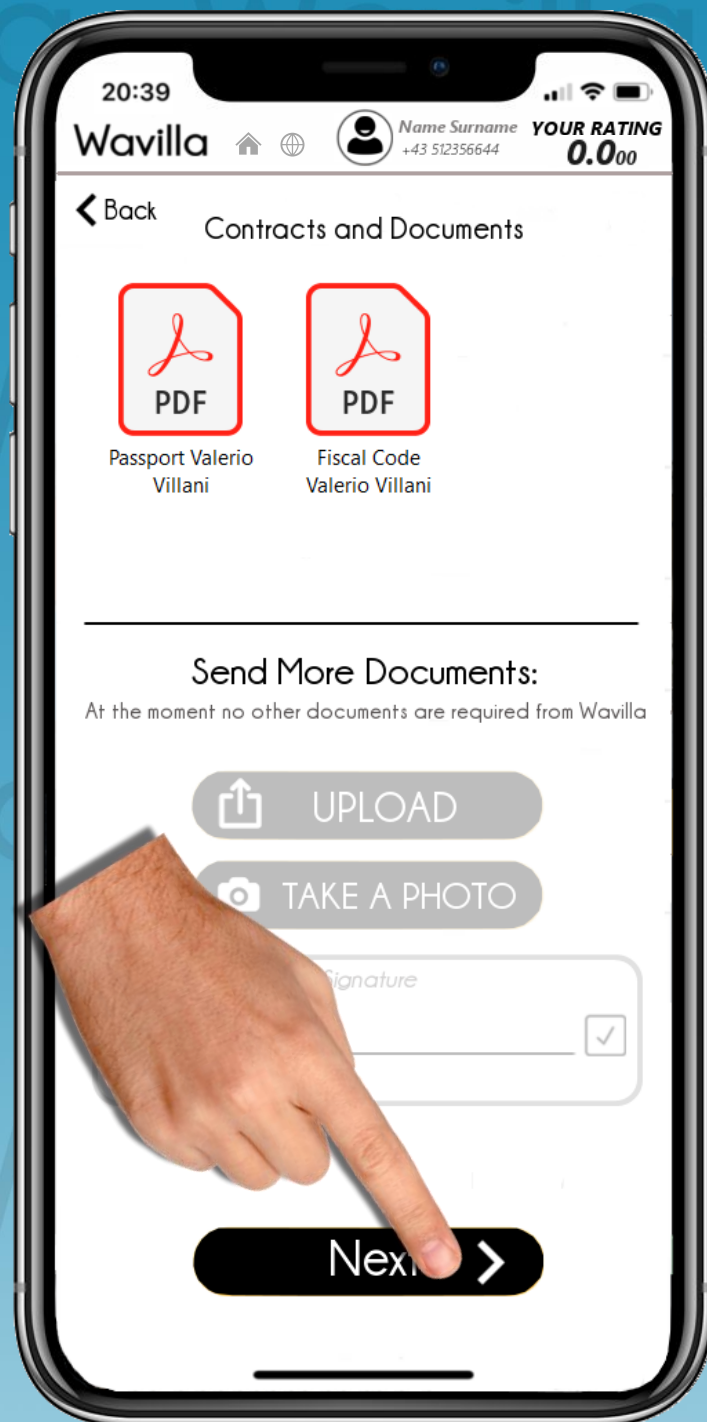 20:39
Wavilla
Name Surname
+43 512356644
YOUR RATING
0.000
Back
Contracts and Documents
PDF
Passport Valerio
Villani
PDF
Fiscal Code
Valerio Villani
Send More Documents:
At the moment no other documents are required from Wavilla
UPLOAD
TAKE A PHOTO
Signature
Next